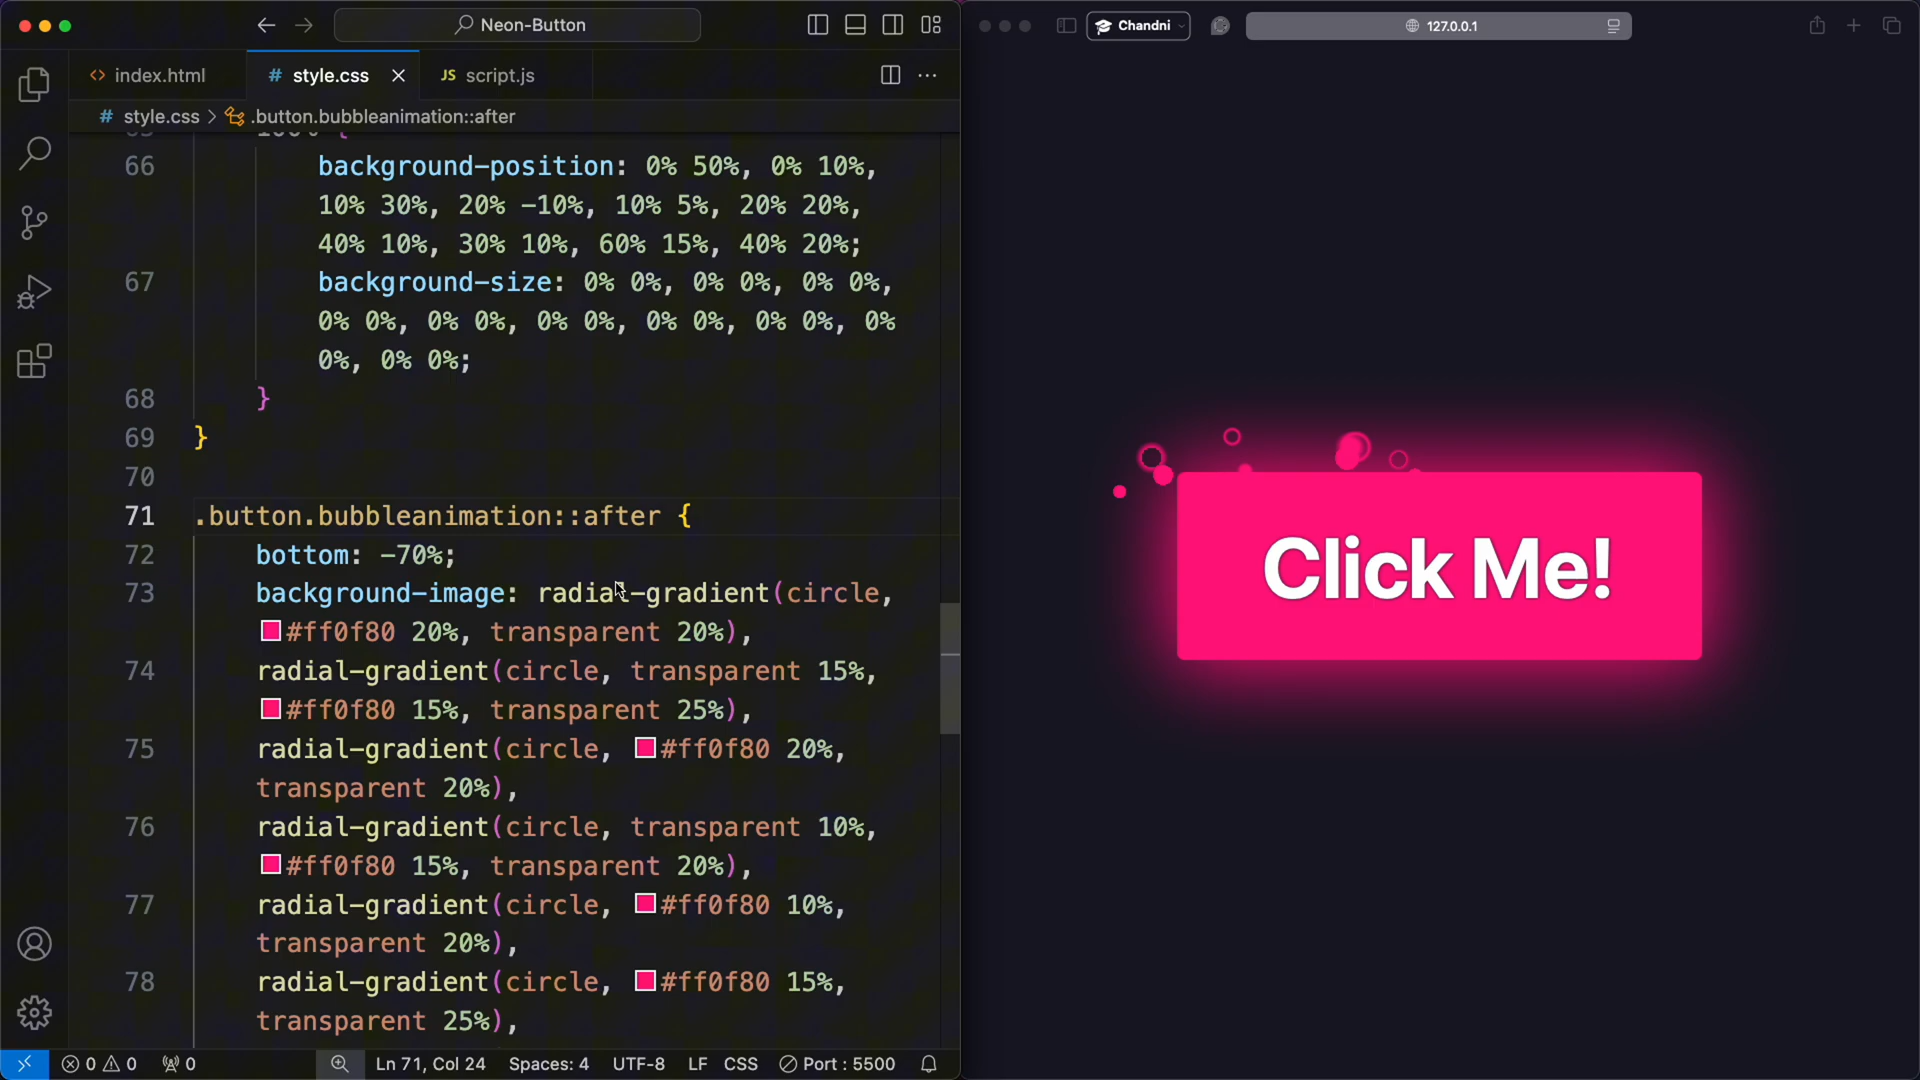 Neon-Button
Chandni
127.0.0.1
index.html
# style.css
JS script.js
# style.css > .button.bubbleanimation::after
66 background-position: 0% 50%, 0% 10%,
10% 30%, 20% -10%, 10% 5%, 20% 20%,
40% 10%, 30% 10%, 60% 15%, 40% 20%;
67 background-size: 0% 0%, 0% 0%, 0% 0%,
0% 0%, 0% 0%, 0% 0%, 0% 0%, 0% 0%, 0%
0%, 0% 0%;
68 }
69 }
70
71 .button.bubbleanimation::after {
72 bottom: -70%;
73 background-image: radial-gradient(circle,
#ff0f80 20%, transparent 20%),
74 radial-gradient(circle, transparent 15%,
#ff0f80 15%, transparent 25%),
75 radial-gradient(circle, #ff0f80 20%,
transparent 20%),
76 radial-gradient(circle, transparent 10%,
#ff0f80 15%, transparent 20%),
77 radial-gradient(circle, #ff0f80 10%,
transparent 20%),
78 radial-gradient(circle, #ff0f80 15%,
transparent 25%),
Click Me!
0 0 0 Ln 71, Col 24 Spaces: 4 UTF-8 LF CSS Port : 5500